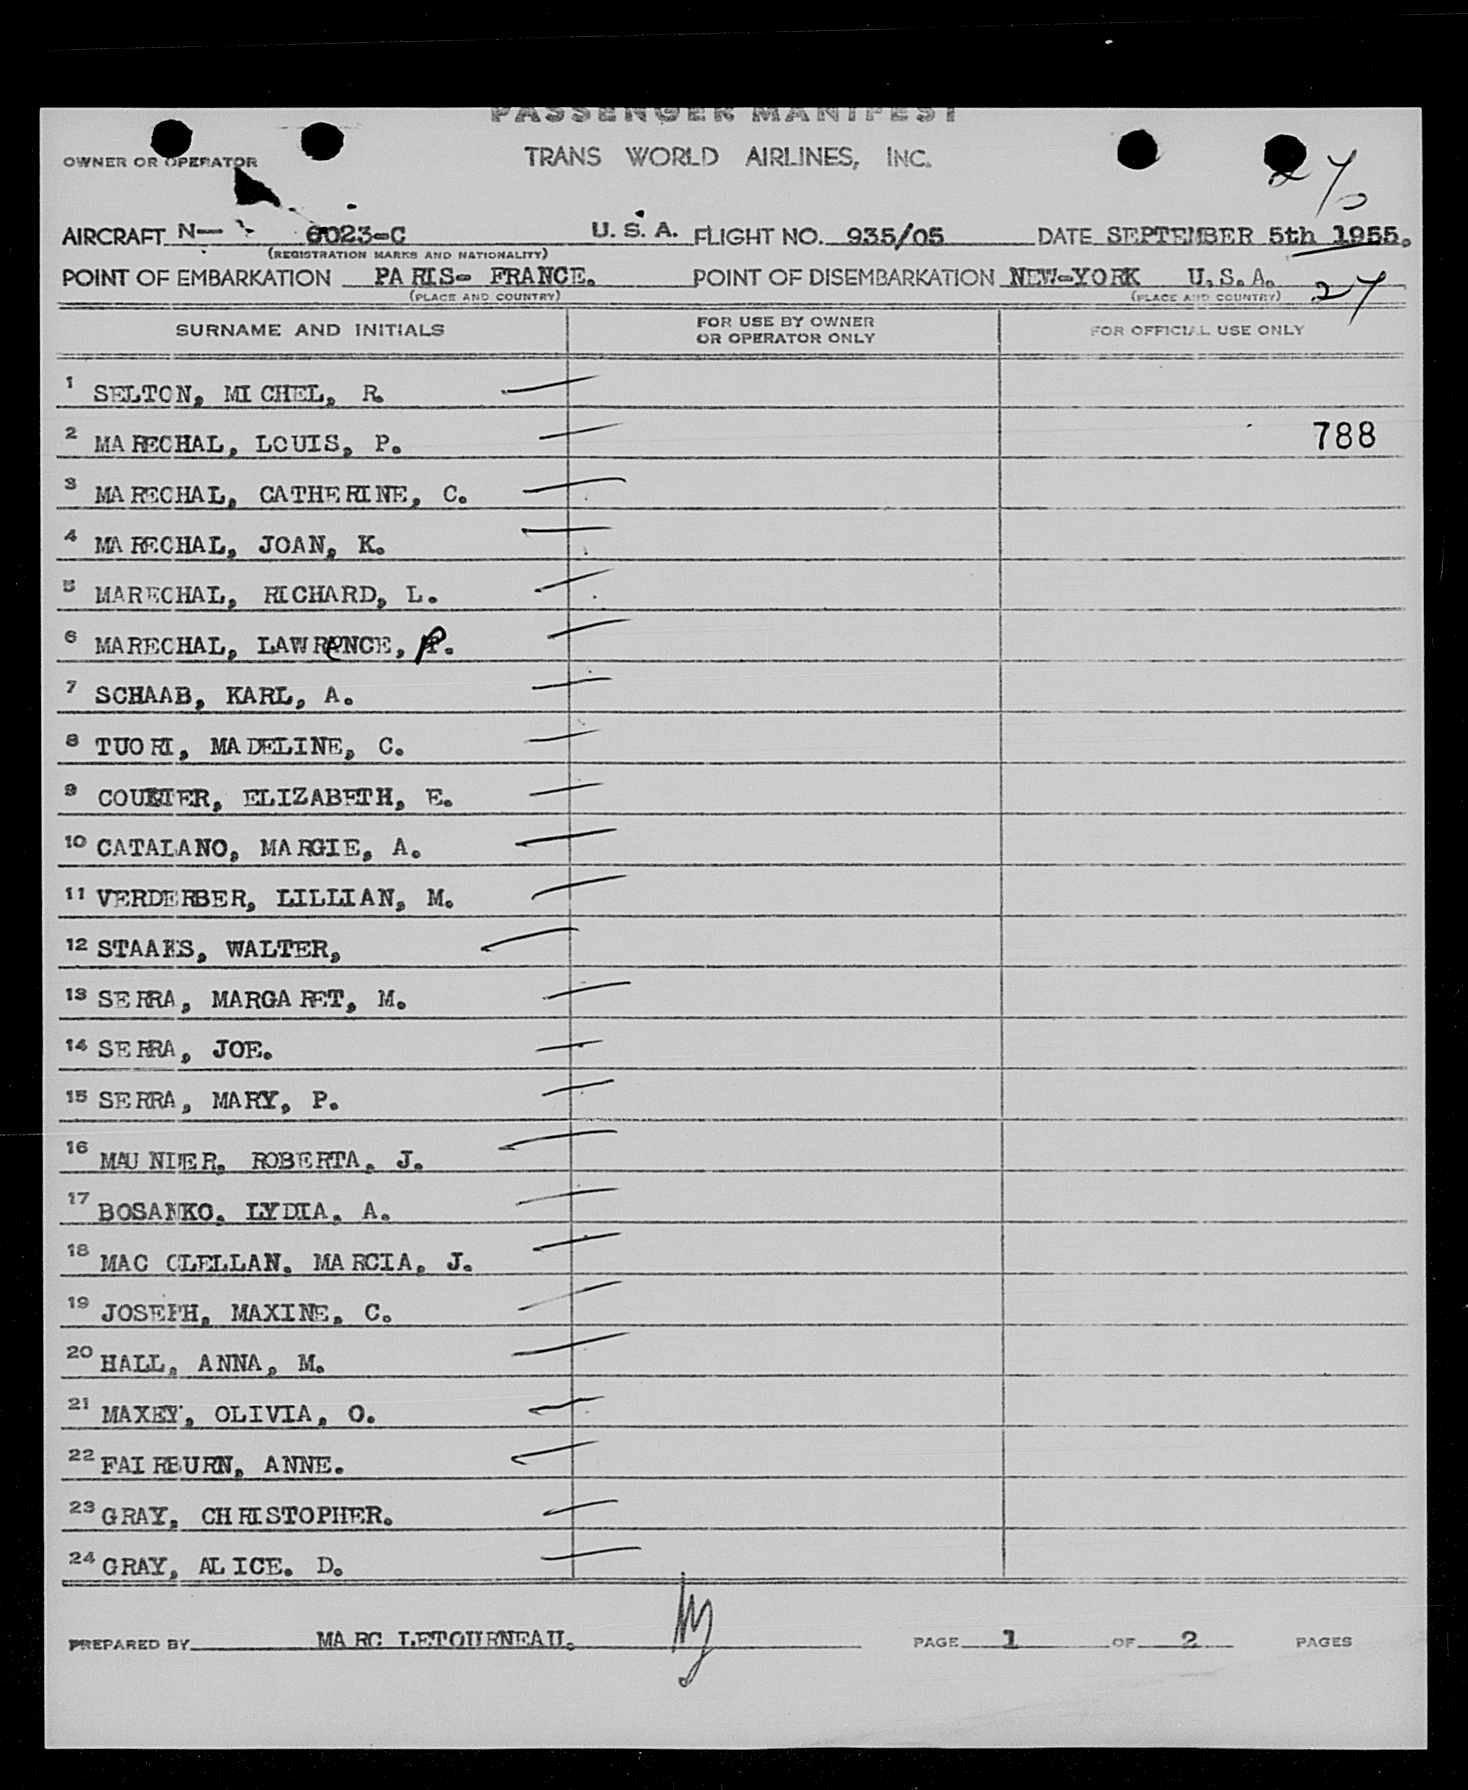 PASSENGER MANIFEST
OWNER OR OPERATOR TRANS WORLD AIRLINES, INC.
AIRCRAFT N- 6023-C U. S. A. FLIGHT NO. 935/05 DATE SEPTEMBER 5th 1955.
(REGISTRATION MARKS AND NATIONALITY)
POINT OF EMBARKATION PARIS- FRANCE. POINT OF DISEMBARKATION NEW-YORK U.S.A. 27
(PLACE AND COUNTRY) (PLACE AND COUNTRY)
SURNAME AND INITIALS FOR USE BY OWNER OR OPERATOR ONLY FOR OFFICIAL USE ONLY
1 SELTON, MICHEL, R.
2 MARECHAL, LOUIS, P. 788
3 MARECHAL, CATHERINE, C.
4 MARECHAL, JOAN, K.
5 MARECHAL, RICHARD, L.
6 MARECHAL, LAWRENCE, P.
7 SCHAAB, KARL, A.
8 TUORI, MADELINE, C.
9 ELIZABETH, E.
10 CATALANO, MARGIE, A.
11 VERDERBER, LILLIAN, M.
12 WALTER,
13 SERRA, MARGARET, M.
14 SERRA, JOE.
15 SERRA, MARY, P.
16 ROBERTA, J.
17 BOSANKO. LYDIA, A.
18 MAC CLELLAN, MARCIA, J.
19 JOSEPH, MAXINE, C.
20 HALL, ANNA, M.
21 MAXEY, OLIVIA, O.
22 FAIRBURN, ANNE.
23 GRAY, CHRISTOPHER.
24 GRAY, ALICE. D.
PREPARED BY MARC LETOURNEAU. PAGE 1 OF 2 PAGES